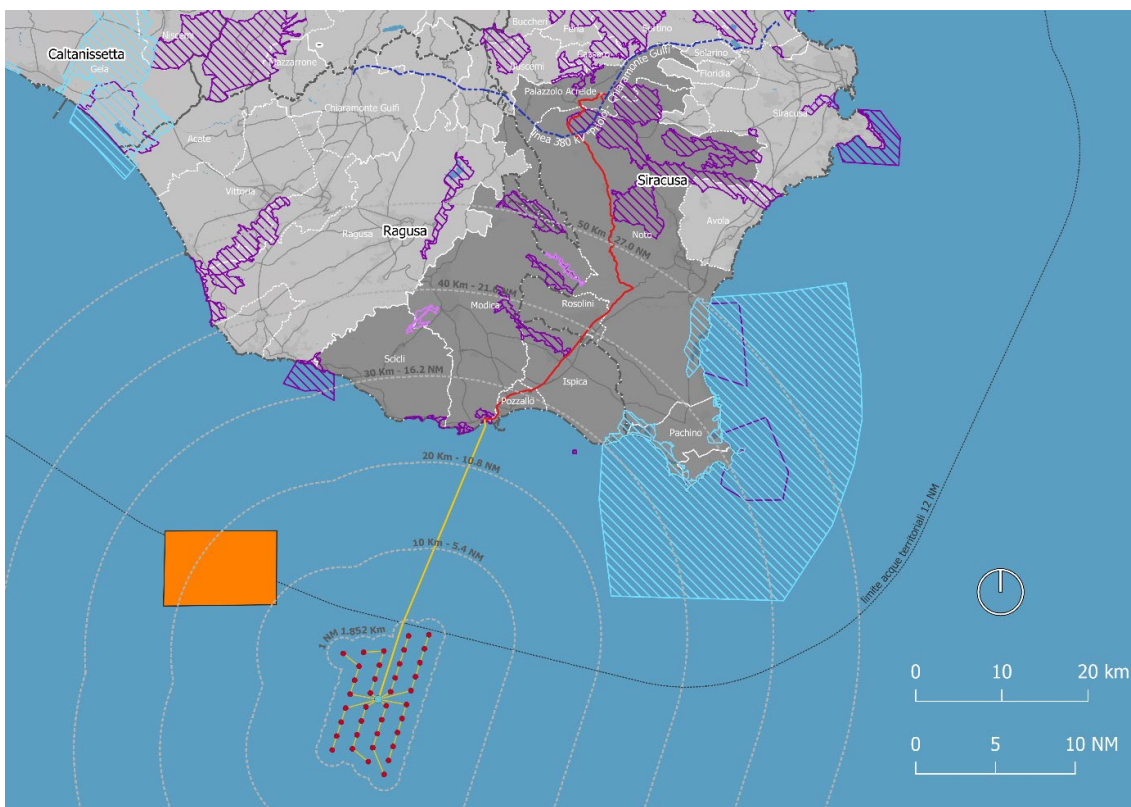 Buccheri
Ferla
Sortino
Niscemi
Caltanissetta
Solarino
Gela
Mazzarrone
Floridia
Palazzolo Acreide
Chiaramonte Gulfi
Siracusa
Acate
linea 380 kV Paolo - Chiaramonte Gulfi
Siracusa
Vittoria
Avola
Ragusa
Ragusa
Noto
50 Km - 27.0 NM
40 Km - 21.6 NM
Modica
Rosolini
Scicli
30 Km - 16.2 NM
Ispica
Pozzallo
Pachino
20 Km - 10.8 NM
limite acque territoriali 12 NM
10 Km - 5.4 NM
1 NM 1.852 Km
0 10 20 km
0 5 10 NM